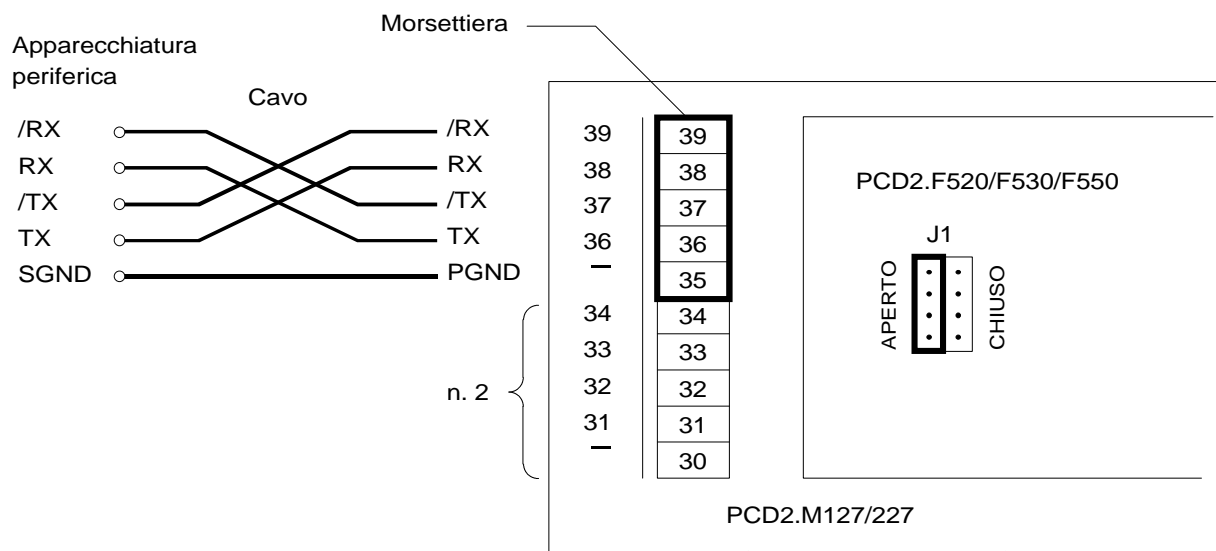 Morsettiera
Apparecchiatura
periferica
Cavo
/RX /RX 39 39
RX RX 38 38
/TX /TX 37 37
TX TX 36 36
SGND PGND — 35
34 34
33 33
n. 2 32 32
31 31
— 30
PCD2.F520/F530/F550
J1
APERTO
CHIUSO
PCD2.M127/227